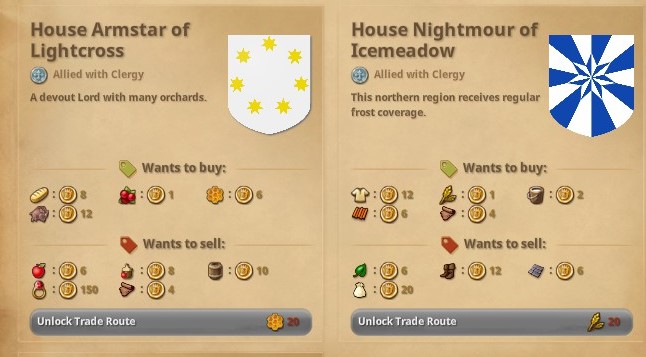 House Armstar of
Lightcross
Allied with Clergy
A devout Lord with many orchards.
Wants to buy:
: 8 : 1 : 6
: 12
Wants to sell:
: 6 : 8 : 10
: 150 : 4
Unlock Trade Route 20
House Nightmour of
Icemeadow
Allied with Clergy
This northern region receives regular
frost coverage.
Wants to buy:
: 12 : 1 : 2
: 6 : 4
Wants to sell:
: 6 : 12 : 6
: 20
Unlock Trade Route 20